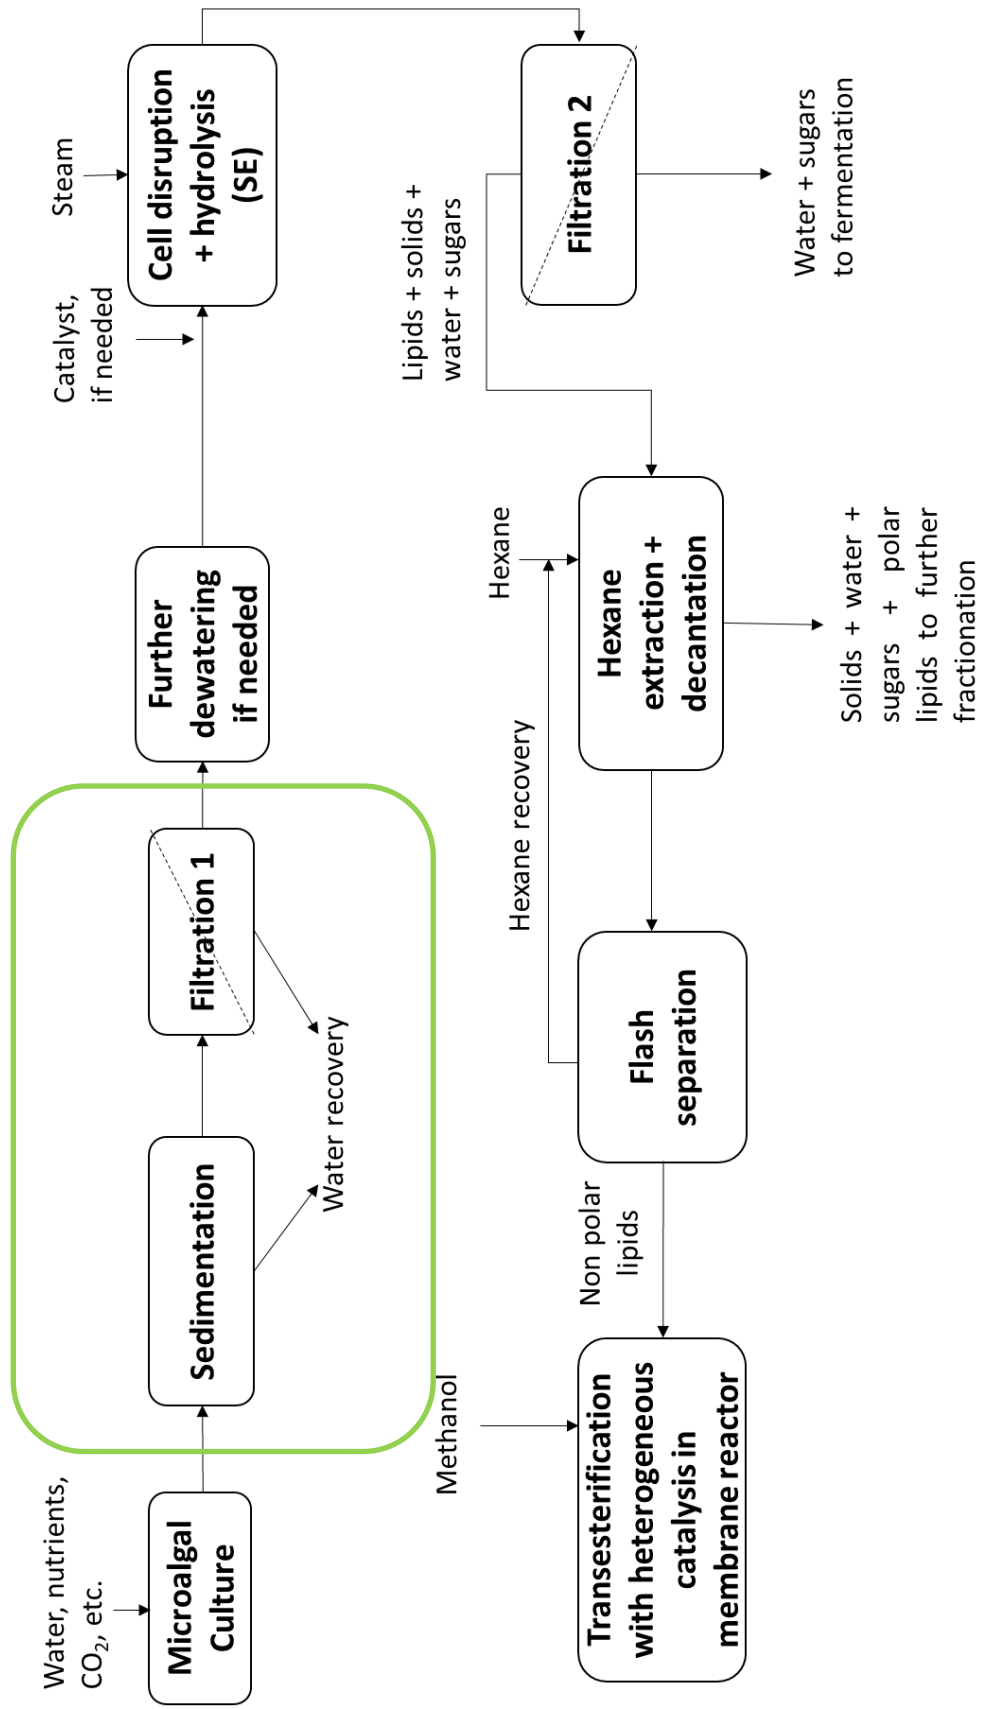 Water, nutrients,
CO2, etc.
Microalgal
Culture
Sedimentation
Filtration 1
Water recovery
Further
dewatering
if needed
Catalyst,
if needed
Steam
Cell disruption
+ hydrolysis
(SE)
Filtration 2
Water + sugars
to fermentation
Lipids + solids +
water + sugars
Hexane
Hexane
extraction +
decantation
Solids + water +
sugars + polar
lipids to further
fractionation
Hexane recovery
Flash
separation
Non polar
lipids
Methanol
Transesterification
with heterogeneous
catalysis in
membrane reactor